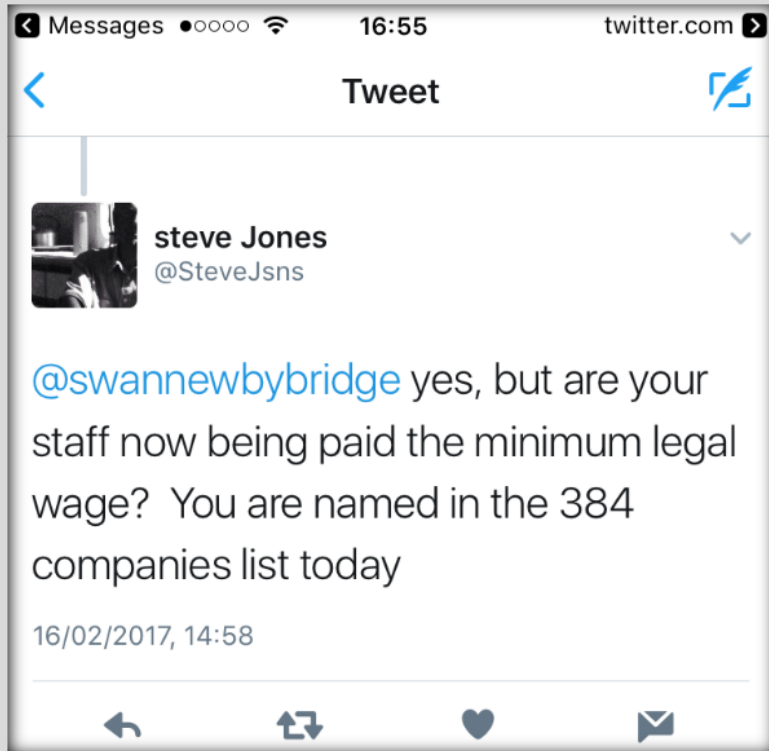 Messages 16:55 twitter.com
Tweet
steve Jones
@SteveJsns
@swannewbybridge yes, but are your
staff now being paid the minimum legal
wage? You are named in the 384
companies list today
16/02/2017, 14:58